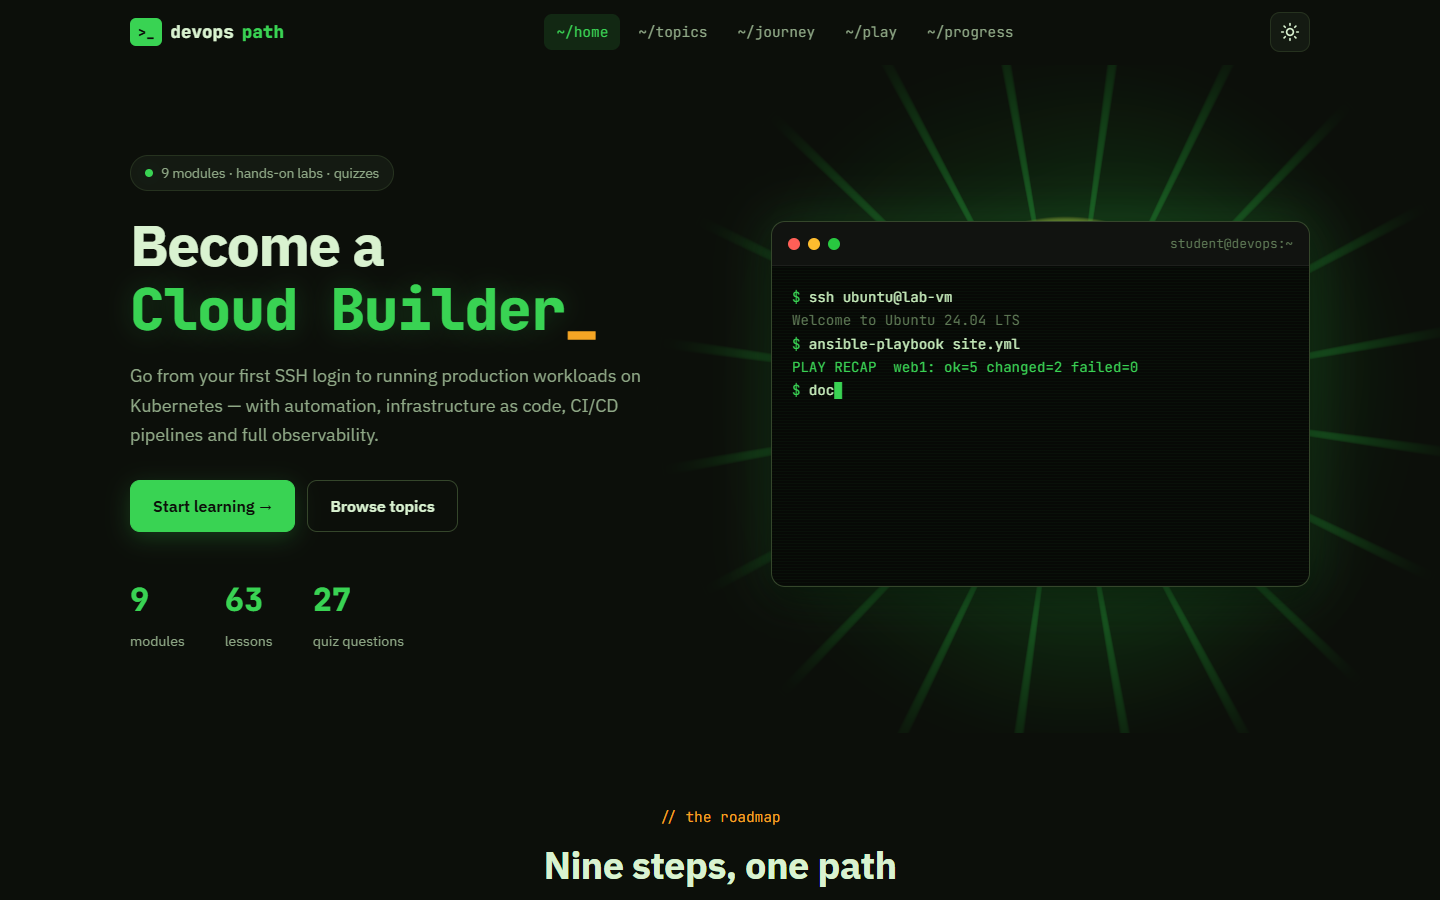 >_ devops path
~/home ~/topics ~/journey ~/play ~/progress
9 modules · hands-on labs · quizzes
Become a
Cloud Builder_
Go from your first SSH login to running production workloads on
Kubernetes — with automation, infrastructure as code, CI/CD
pipelines and full observability.
Start learning →
Browse topics
9
modules
63
lessons
27
quiz questions
student@devops:~
$ ssh ubuntu@lab-vm
Welcome to Ubuntu 24.04 LTS
$ ansible-playbook site.yml
PLAY RECAP  web1: ok=5 changed=2 failed=0
$ doc
// the roadmap
Nine steps, one path